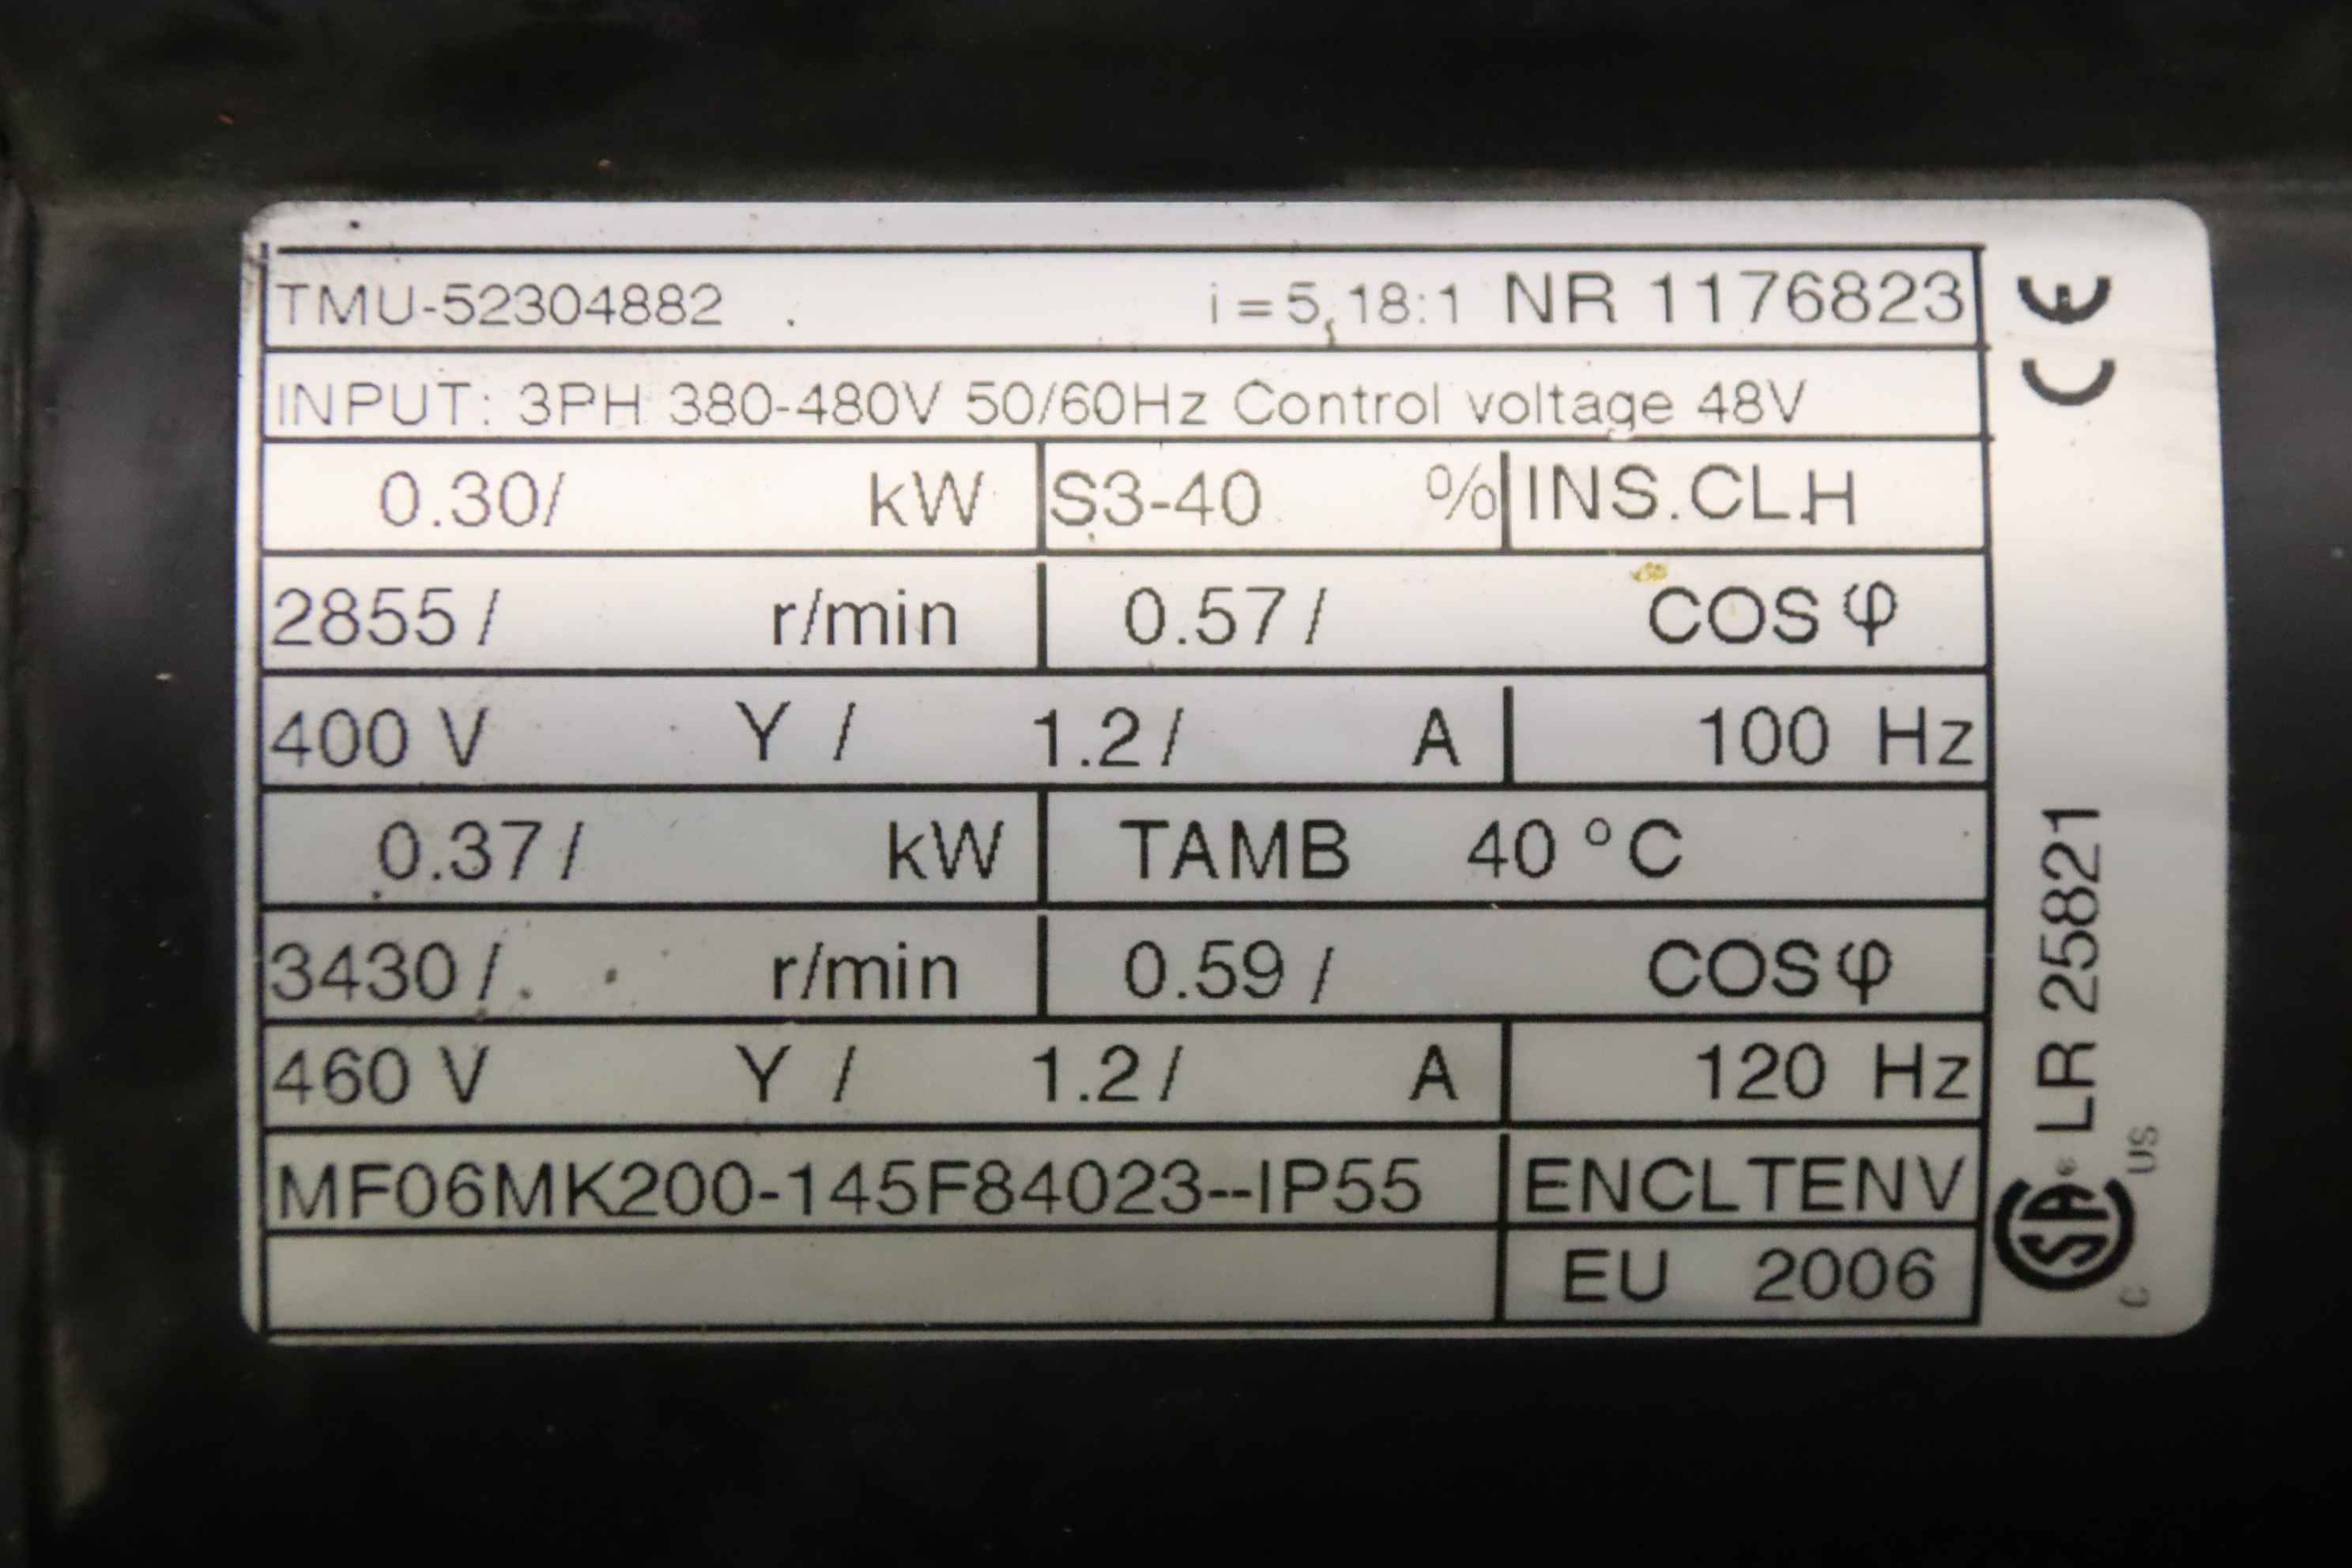 TMU-52304882 i=5,18:1 NR 1176823
INPUT: 3PH 380-480V 50/60Hz Control voltage 48V
0.30/ kW S3-40 % INS.CL.H
2855/ r/min 0.57/ COS φ
400 V Y / 1.2/ A 100 Hz
0.37/ kW TAMB 40 °C
3430/ r/min 0.59/ COS φ
460 V Y / 1.2/ A 120 Hz
MF06MK200-145F84023--IP55 ENCLTENV
EU 2006
CE
LR 25821
C SA US